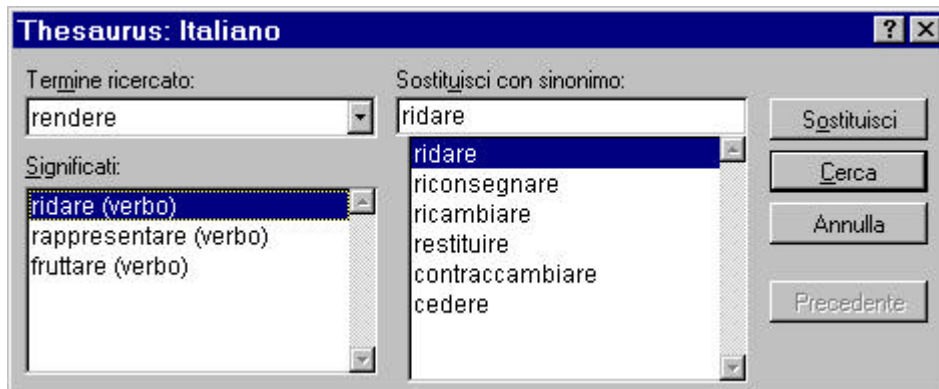 Thesaurus: Italiano
Termine ricercato:
rendere
Significati:
ridare (verbo)
rappresentare (verbo)
fruttare (verbo)
Sostituisci con sinonimo:
ridare
ridare
riconsegnare
ricambiare
restituire
contraccambiare
cedere
Sostituisci
Cerca
Annulla
Precedente